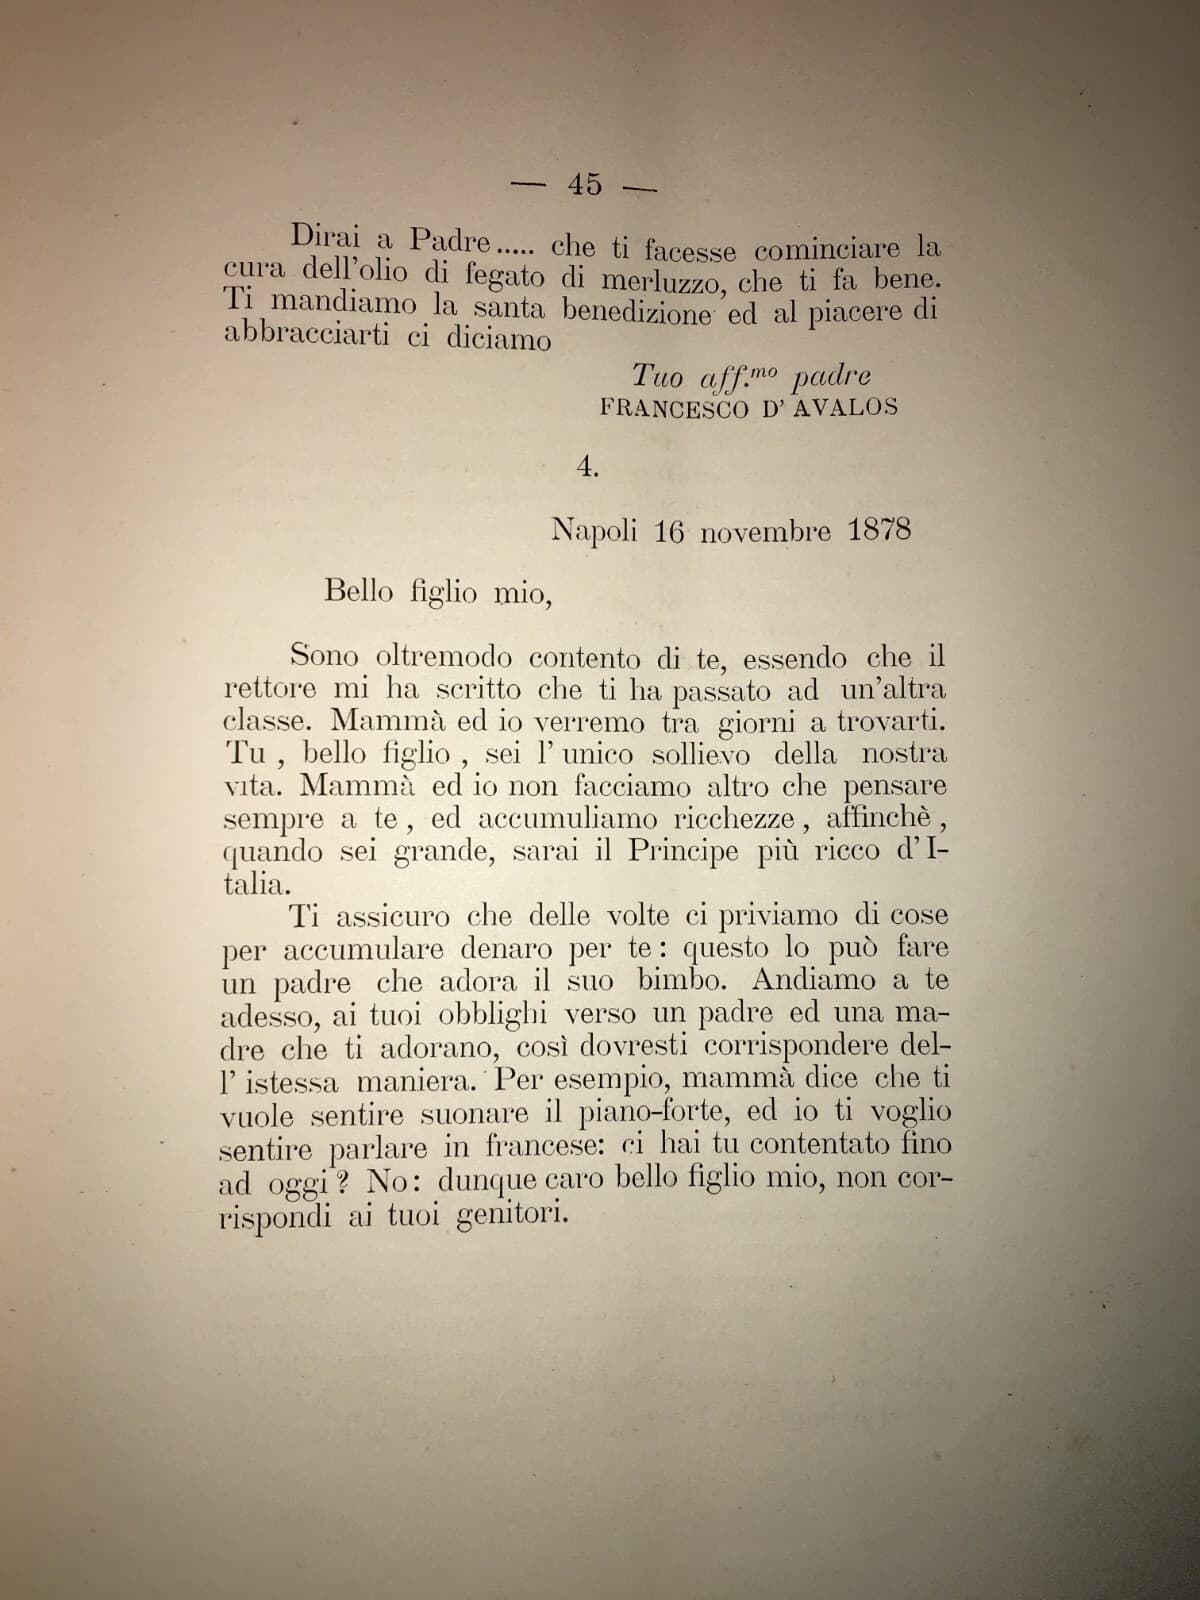 — 45 —
Dirai a Padre..... che ti facesse cominciare la
cura dell'olio di fegato di merluzzo, che ti fa bene.
Ti mandiamo la santa benedizione ed al piacere di
abbracciarti ci diciamo
Tuo aff.mo padre
FRANCESCO D' AVALOS
4.
Napoli 16 novembre 1878
Bello figlio mio,
Sono oltremodo contento di te, essendo che il
rettore mi ha scritto che ti ha passato ad un'altra
classe. Mammà ed io verremo tra giorni a trovarti.
Tu , bello figlio , sei l' unico sollievo della nostra
vita. Mammà ed io non facciamo altro che pensare
sempre a te , ed accumuliamo ricchezze , affinchè ,
quando sei grande, sarai il Principe più ricco d' I-
talia.
Ti assicuro che delle volte ci priviamo di cose
per accumulare denaro per te : questo lo può fare
un padre che adora il suo bimbo. Andiamo a te
adesso, ai tuoi obblighi verso un padre ed una ma-
dre che ti adorano, così dovresti corrispondere del-
l' istessa maniera. Per esempio, mammà dice che ti
vuole sentire suonare il piano-forte, ed io ti voglio
sentire parlare in francese: ci hai tu contentato fino
ad oggi ? No : dunque caro bello figlio mio, non cor-
rispondi ai tuoi genitori.